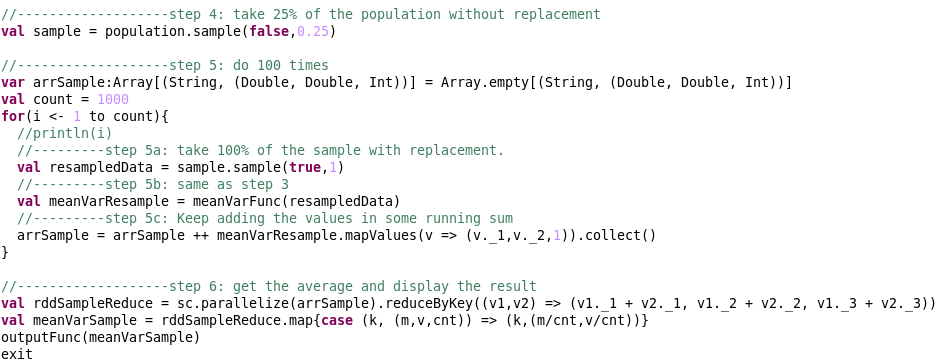 //-------------------step 4: take 25% of the population without replacement
val sample = population.sample(false,0.25)

//-------------------step 5: do 100 times
var arrSample:Array[(String, (Double, Double, Int))] = Array.empty[(String, (Double, Double, Int))]
val count = 1000
for(i <- 1 to count){
  //println(i)
  //---------step 5a: take 100% of the sample with replacement.
  val resampledData = sample.sample(true,1)
  //---------step 5b: same as step 3
  val meanVarResample = meanVarFunc(resampledData)
  //---------step 5c: Keep adding the values in some running sum
  arrSample = arrSample ++ meanVarResample.mapValues(v => (v._1,v._2,1)).collect()
}

//-------------------step 6: get the average and display the result
val rddSampleReduce = sc.parallelize(arrSample).reduceByKey((v1,v2) => (v1._1 + v2._1, v1._2 + v2._2, v1._3 + v2._3))
val meanVarSample = rddSampleReduce.map{case (k, (m,v,cnt)) => (k,(m/cnt,v/cnt))}
outputFunc(meanVarSample)
exit